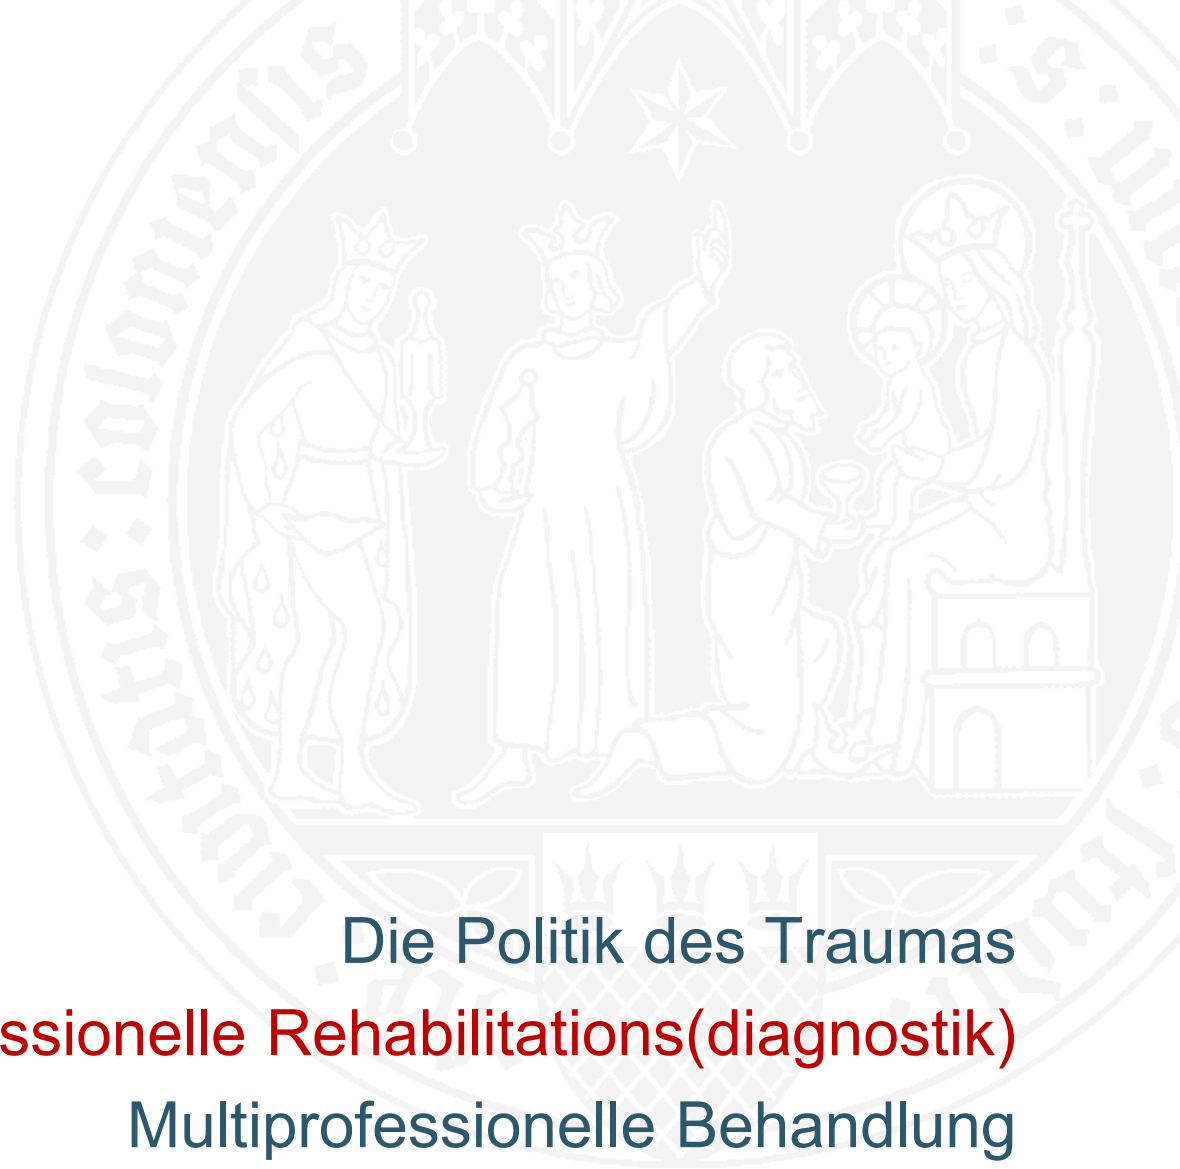 Die Politik des Traumas
ssionelle Rehabilitations(diagnostik)
Multiprofessionelle Behandlung